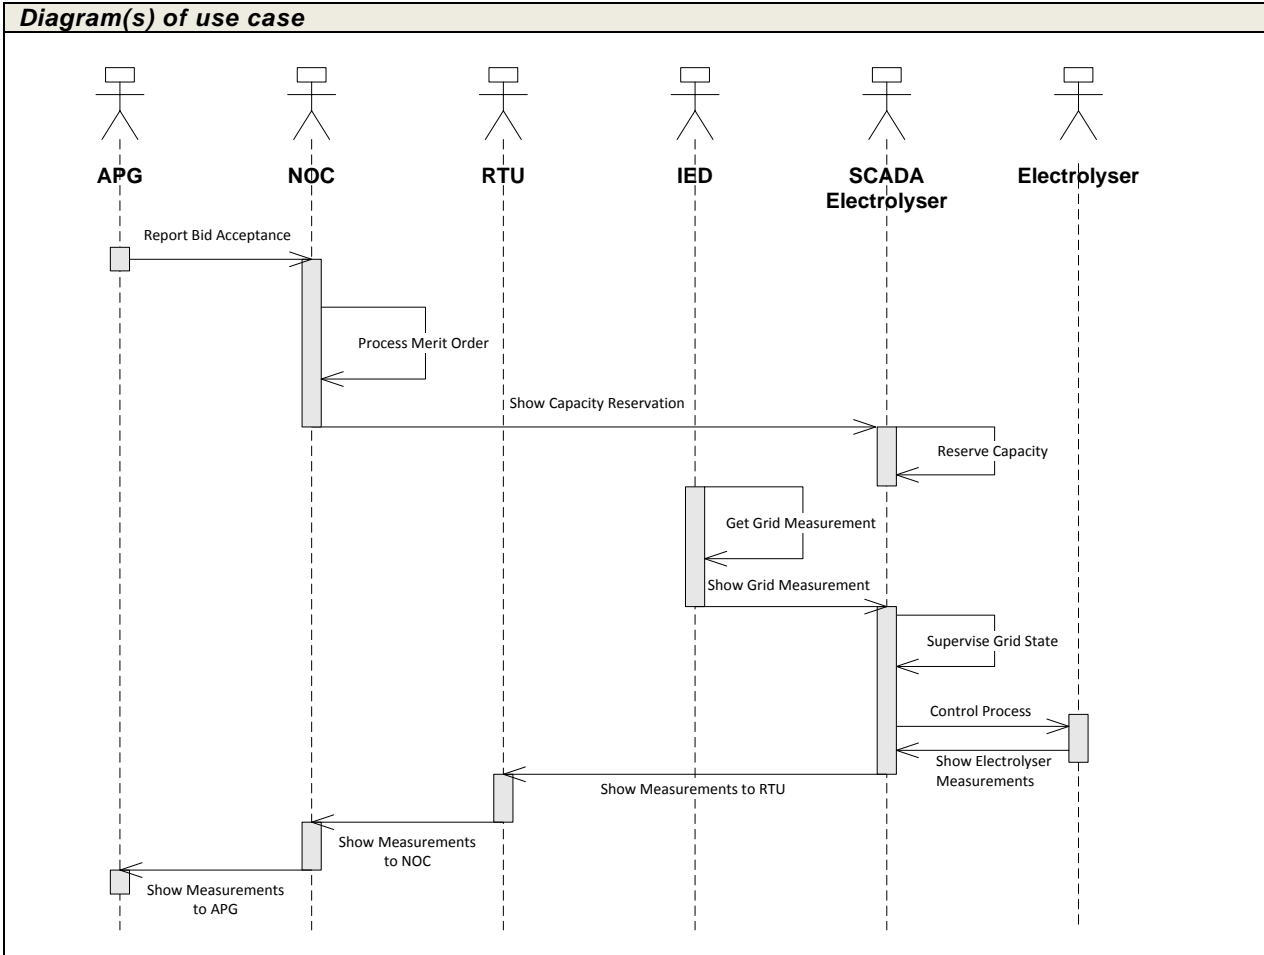 Diagram(s) of use case
APG
NOC
RTU
IED
SCADA
Electrolyser
Electrolyser
Report Bid Acceptance
Process Merit Order
Show Capacity Reservation
Reserve Capacity
Get Grid Measurement
Show Grid Measurement
Supervise Grid State
Control Process
Show Electrolyser
Measurements
Show Measurements to RTU
Show Measurements
to NOC
Show Measurements
to APG